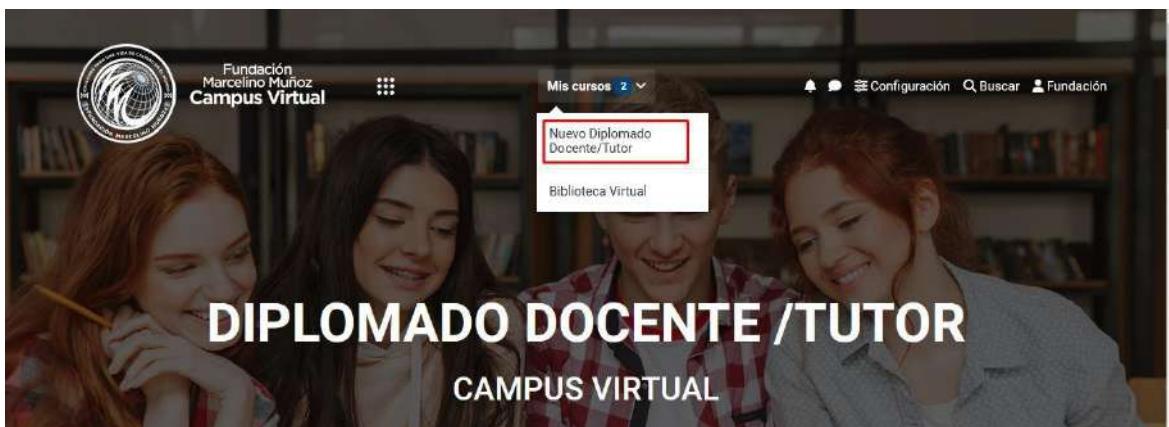 Fundación
Marcelino Muñoz
Campus Virtual
Mis cursos 2
Configuración
Buscar
Fundación
Nuevo Diplomado
Docente/Tutor
Biblioteca Virtual
DIPLOMADO DOCENTE /TUTOR
CAMPUS VIRTUAL